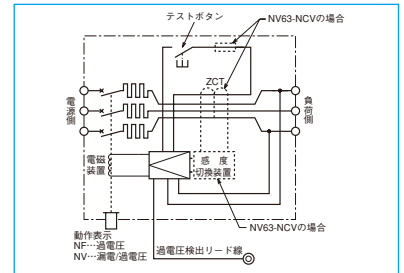 テストボタン
NV63-NCVの場合
ZCT
電源側
負荷側
電磁装置
感度
切換装置
NV63-NCVの場合
動作表示
NF…過電圧
NV…漏電/過電圧
過電圧検出リード線